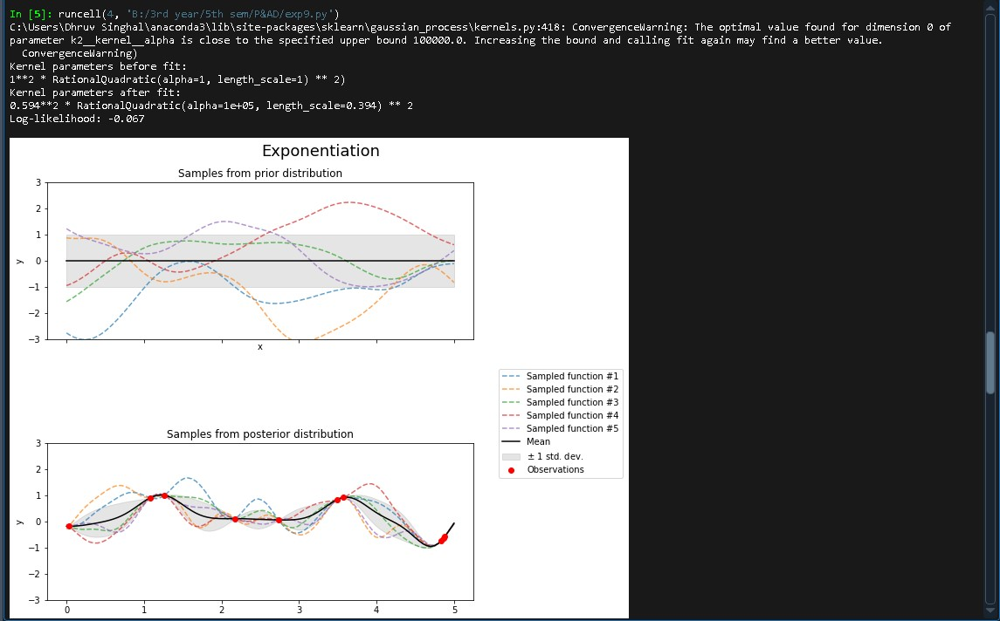 In [5]: runcell(4, 'B:/3rd year/5th sem/P&AD/exp9.py')
C:\Users\Dhruv Singhal\anaconda3\lib\site-packages\sklearn\gaussian_process\kernels.py:418: ConvergenceWarning: The optimal value found for dimension 0 of
parameter k2__kernel__alpha is close to the specified upper bound 100000.0. Increasing the bound and calling fit again may find a better value.
  ConvergenceWarning)
Kernel parameters before fit:
1**2 * RationalQuadratic(alpha=1, length_scale=1) ** 2)
Kernel parameters after fit:
0.594**2 * RationalQuadratic(alpha=1e+05, length_scale=0.394) ** 2
Log-likelihood: -0.067
Exponentiation
Samples from prior distribution
3
2
1
0
−1
−2
−3
y
x
Sampled function #1
Sampled function #2
Sampled function #3
Sampled function #4
Sampled function #5
Mean
± 1 std. dev.
Observations
Samples from posterior distribution
3
2
1
0
−1
−2
−3
y
0 1 2 3 4 5